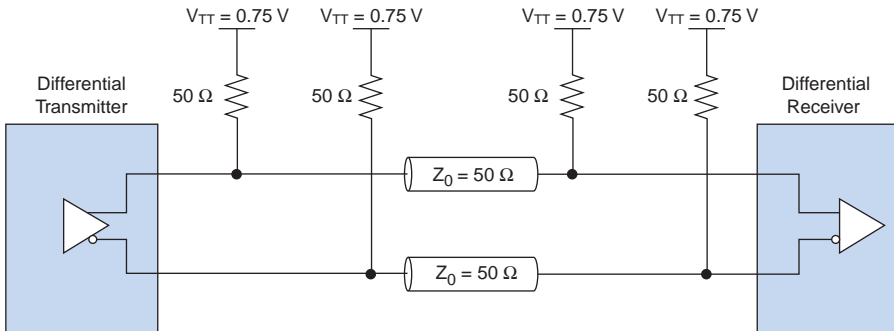 V_TT = 0.75 V V_TT = 0.75 V V_TT = 0.75 V V_TT = 0.75 V
Differential
Transmitter
50 Ω 50 Ω 50 Ω 50 Ω
Differential
Receiver
Z_0 = 50 Ω
Z_0 = 50 Ω